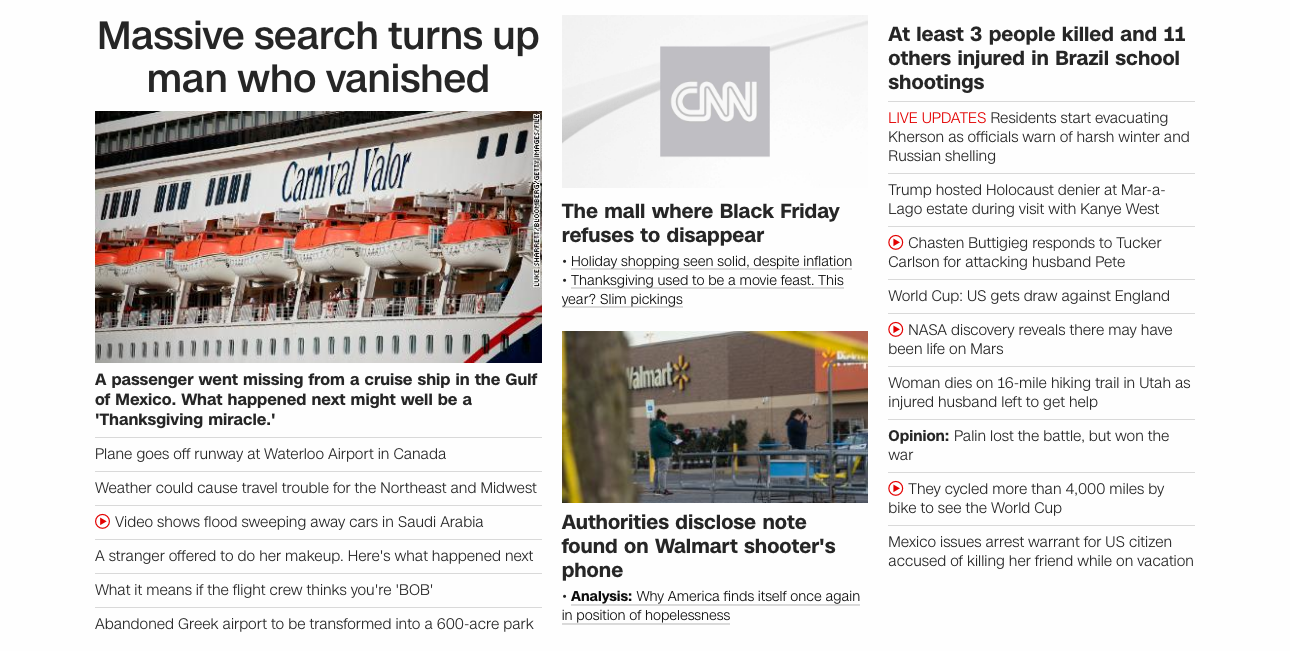 Massive search turns up
man who vanished
Carnival Valor
LUKE SHARRETT/BLOOMBERG/GETTY IMAGES/FILE
A passenger went missing from a cruise ship in the Gulf
of Mexico. What happened next might well be a
'Thanksgiving miracle.'
Plane goes off runway at Waterloo Airport in Canada
Weather could cause travel trouble for the Northeast and Midwest
Video shows flood sweeping away cars in Saudi Arabia
A stranger offered to do her makeup. Here's what happened next
What it means if the flight crew thinks you're 'BOB'
Abandoned Greek airport to be transformed into a 600-acre park
CNN
The mall where Black Friday
refuses to disappear
• Holiday shopping seen solid, despite inflation
• Thanksgiving used to be a movie feast. This
year? Slim pickings
Walmart
Authorities disclose note
found on Walmart shooter's
phone
• Analysis: Why America finds itself once again
in position of hopelessness
At least 3 people killed and 11
others injured in Brazil school
shootings
LIVE UPDATES Residents start evacuating
Kherson as officials warn of harsh winter and
Russian shelling
Trump hosted Holocaust denier at Mar-a-
Lago estate during visit with Kanye West
Chasten Buttigieg responds to Tucker
Carlson for attacking husband Pete
World Cup: US gets draw against England
NASA discovery reveals there may have
been life on Mars
Woman dies on 16-mile hiking trail in Utah as
injured husband left to get help
Opinion: Palin lost the battle, but won the
war
They cycled more than 4,000 miles by
bike to see the World Cup
Mexico issues arrest warrant for US citizen
accused of killing her friend while on vacation